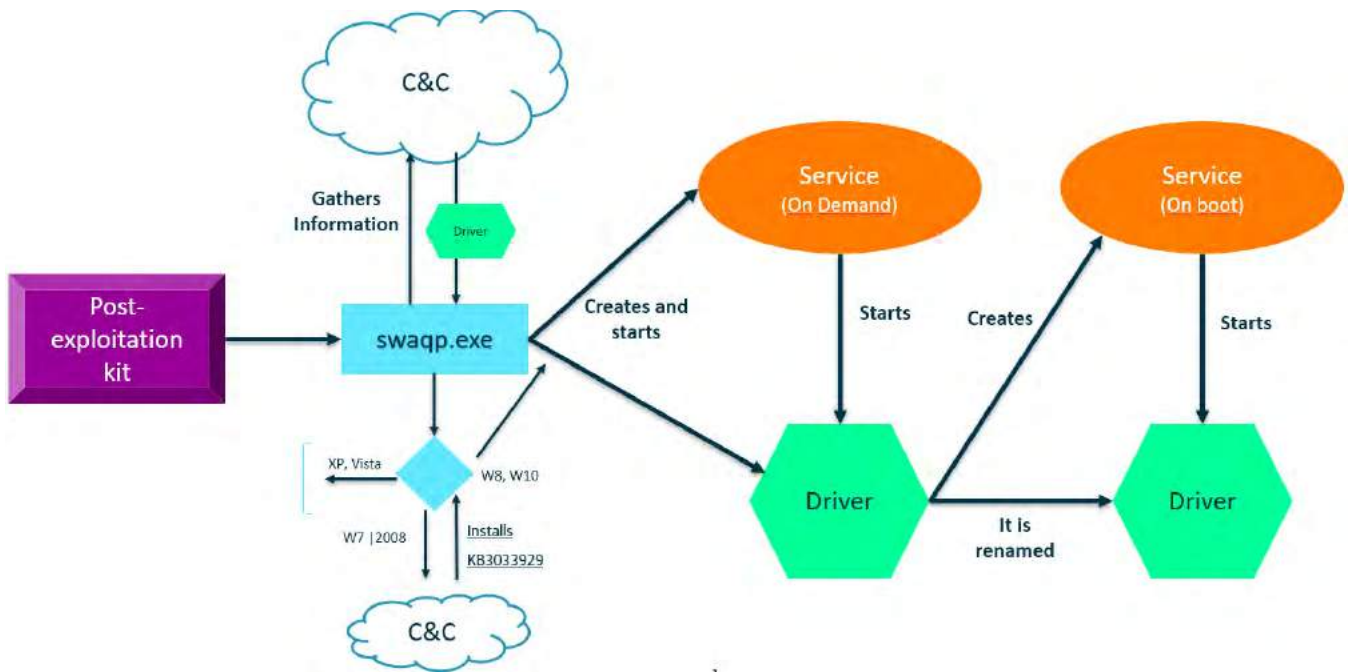 C&C
Gathers
Information
Driver
Service
(On Demand)
Service
(On boot)
Post-
exploitation
kit
swaqp.exe
Creates and
starts
Starts
Creates
Starts
XP, Vista
W8, W10
W7 |2008
Installs
KB3033929
Driver
It is
renamed
Driver
C&C